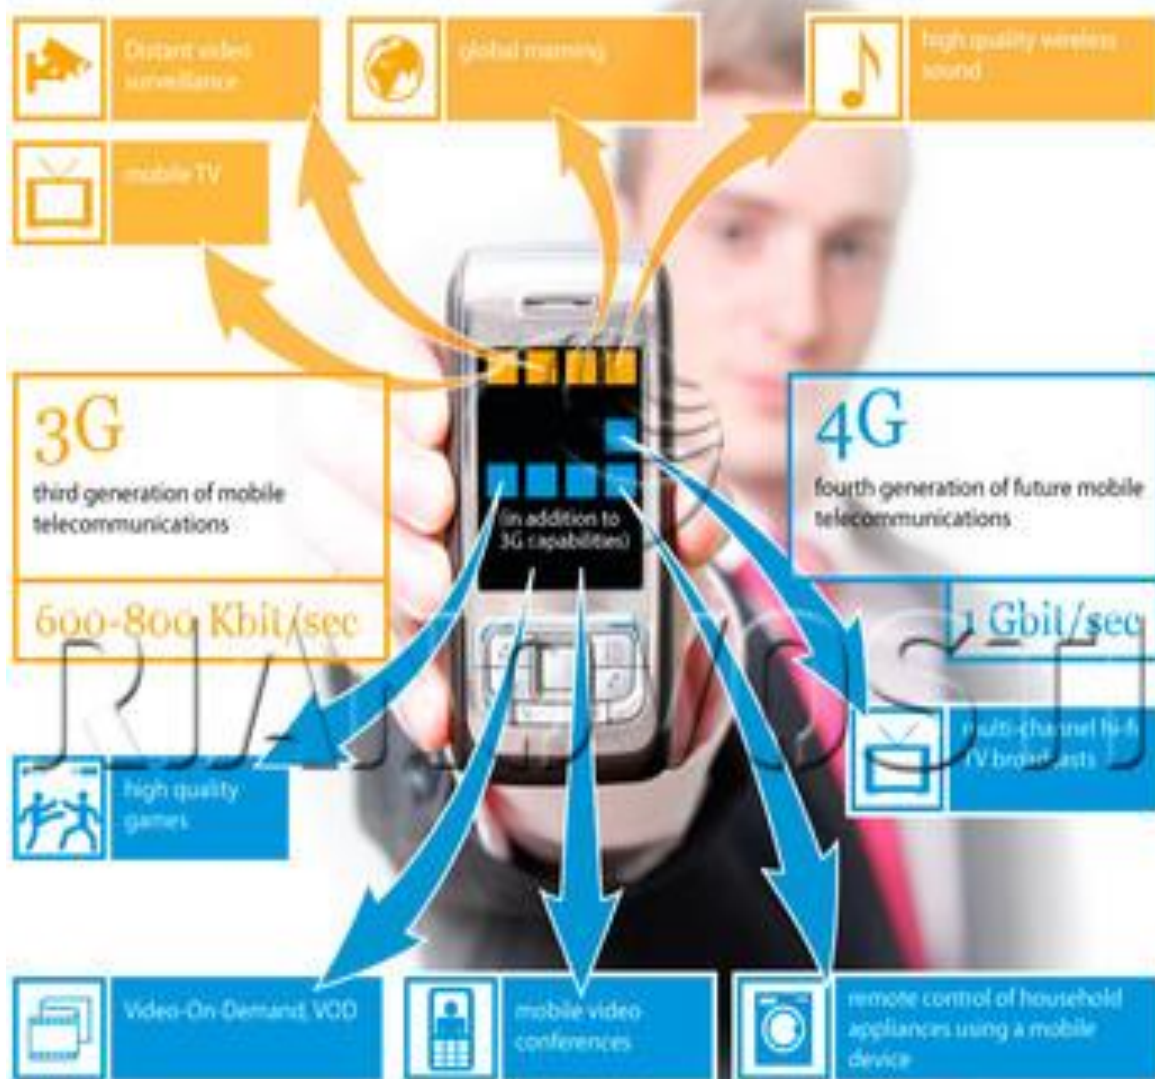 Distant video
surveillance
global roaming
high quality wireless
sound
mobile TV
3G
third generation of mobile
telecommunications
600-800 Kbit/sec
4G
fourth generation of future mobile
telecommunications
1 Gbit/sec
(in addition to
3G capabilities)
RIA NOVOSTI
multi-channel hi-fi
TV broadcasts
high quality
games
Video-On-Demand, VOD
mobile video
conferences
remote control of household
appliances using a mobile
device